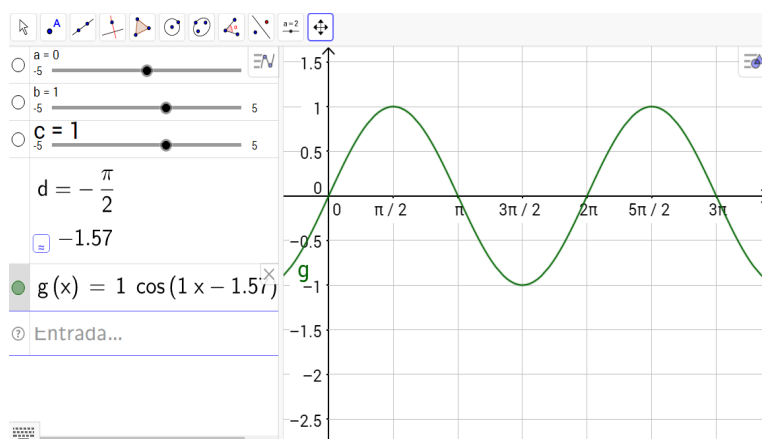 A
a=2
a = 0
-5
b = 1
-5
5
c = 1
-5
5
d = − π/2
≈ −1.57
g (x) = 1 cos (1 x − 1.57)
Entrada...
1.5
1
0.5
0
−0.5
−1
−1.5
−2
−2.5
0
π / 2
π
3π / 2
2π
5π / 2
3π
g